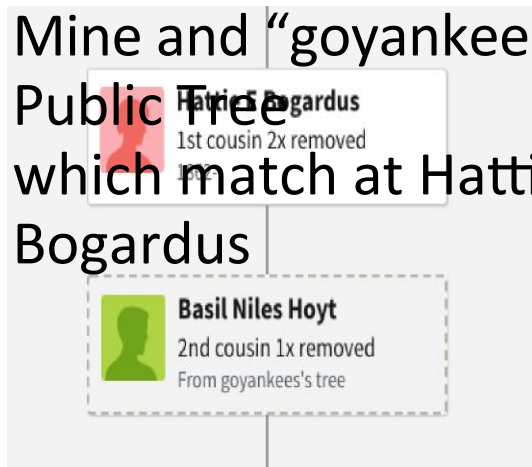 Mine and “goyankee
Public Tree
Hattie E Bogardus
1st cousin 2x removed
which match at Hatti
1862-
Bogardus
Basil Niles Hoyt
2nd cousin 1x removed
From goyankees's tree